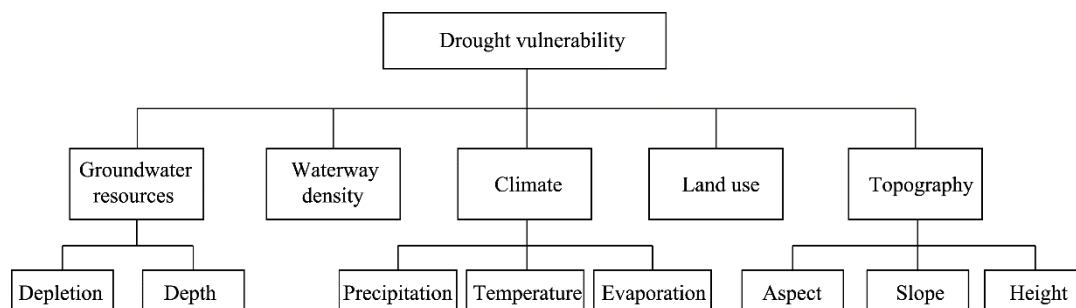 Drought vulnerability
Groundwater
resources
Waterway
density
Climate
Land use
Topography
Depletion
Depth
Precipitation
Temperature
Evaporation
Aspect
Slope
Height